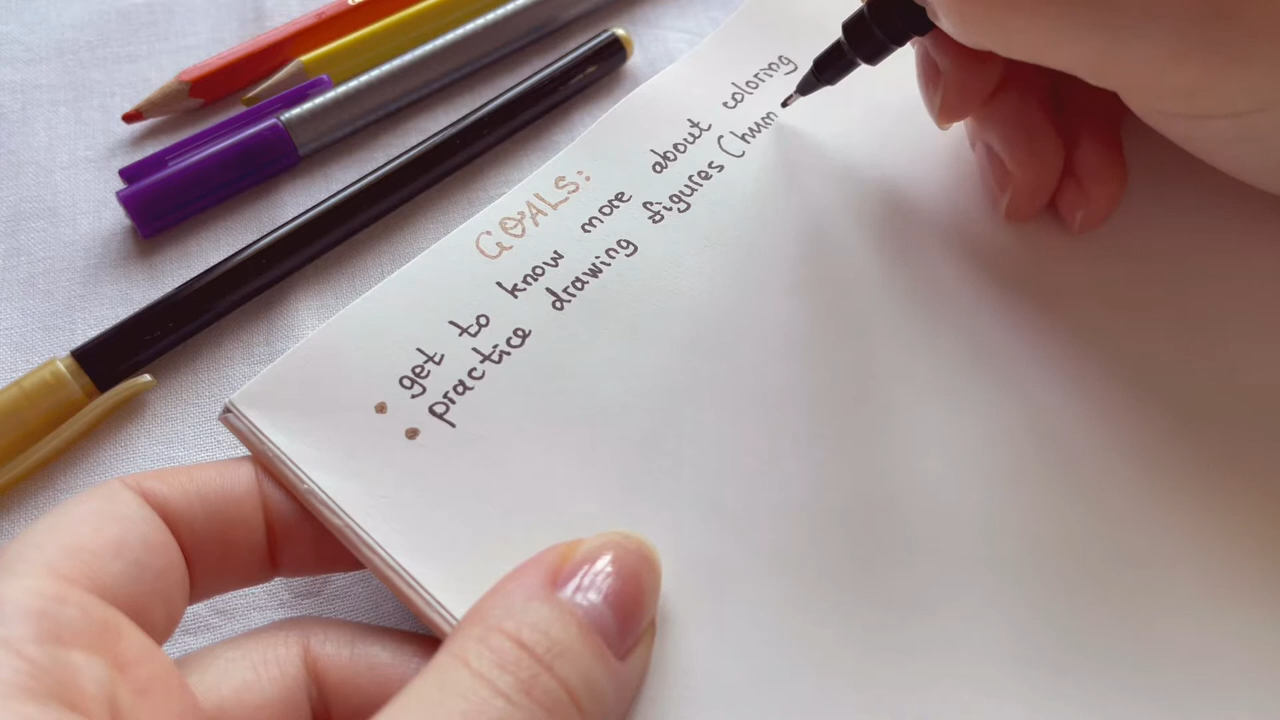 GOALS:
get to know more about coloring
practice drawing figures (hum